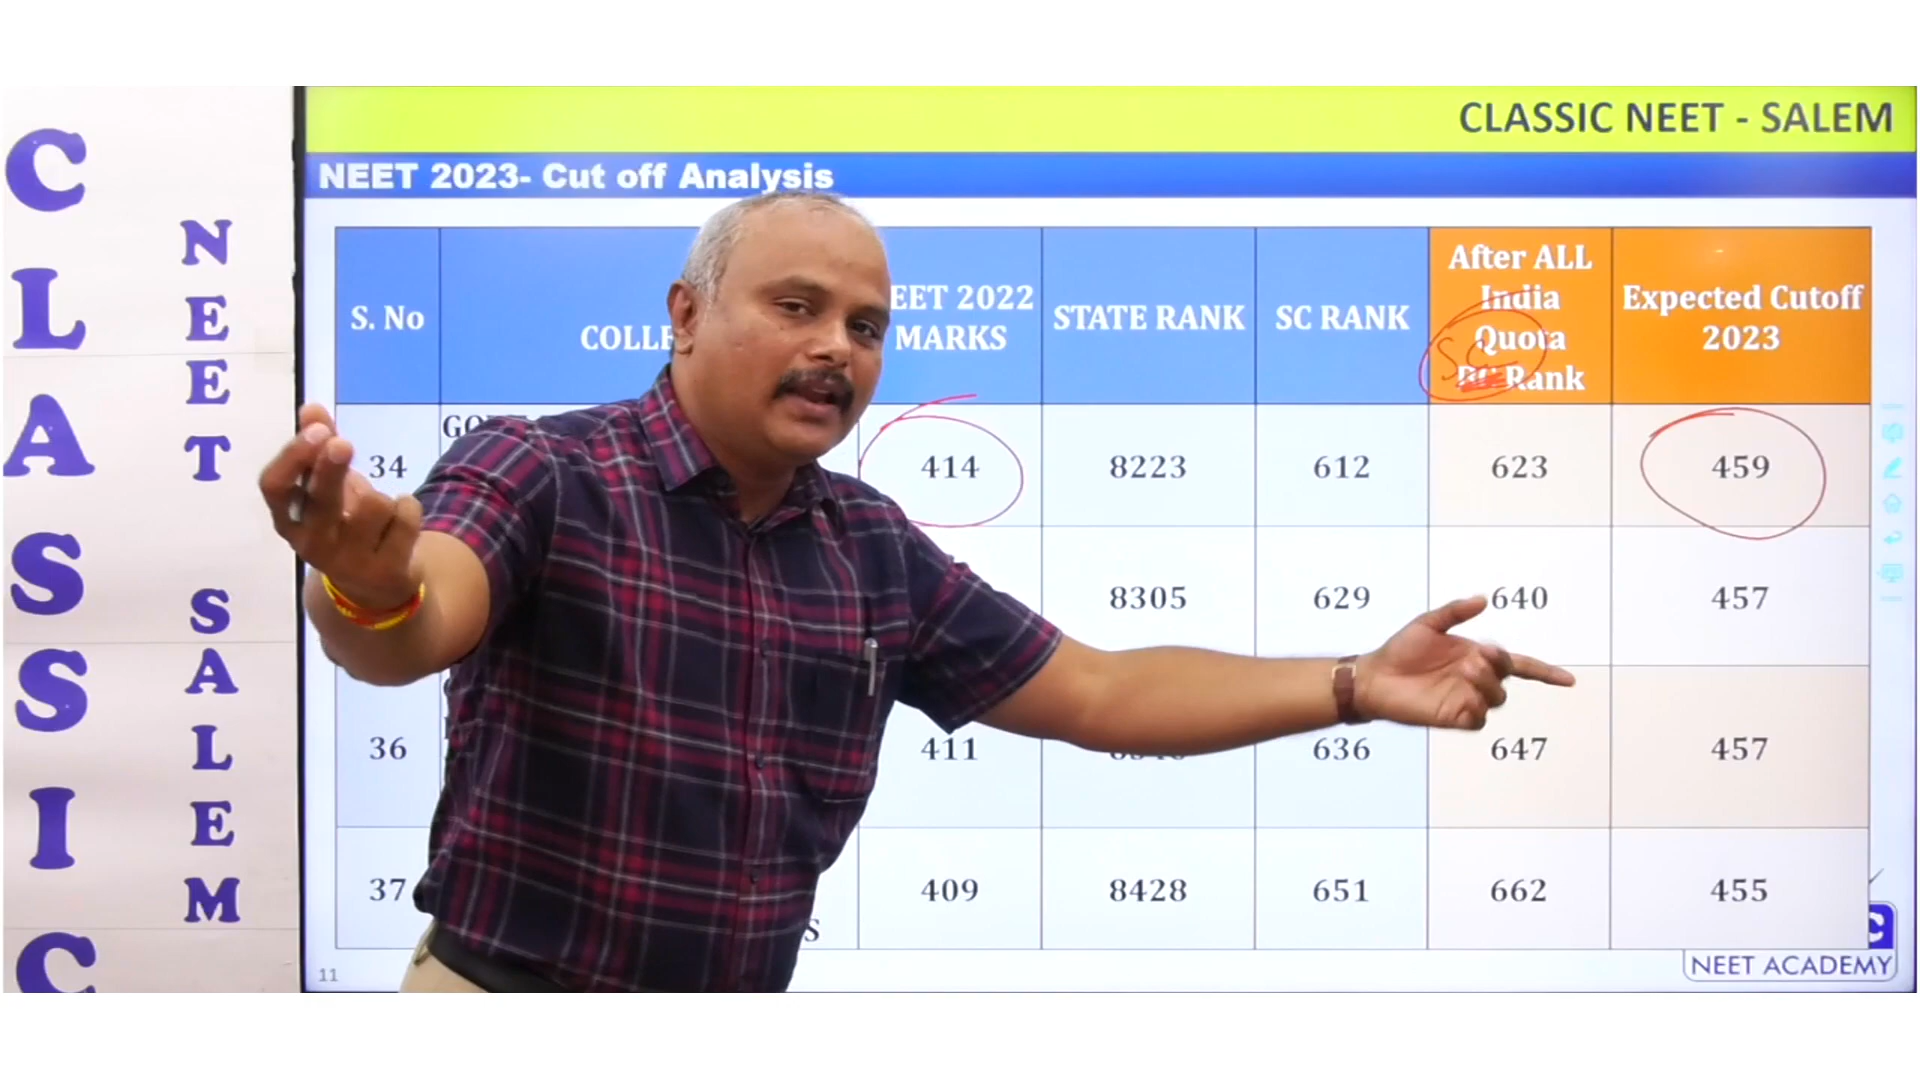 CLASSIC
NEET SALEM
CLASSIC NEET - SALEM
NEET 2023- Cut off Analysis
S. No
After ALL India Quota Rank
EET 2022 MARKS
STATE RANK
SC RANK
Expected Cutoff 2023
SC
34 414 8223 612 623 459
8305 629 640 457
36 411 636 647 457
37 409 8428 651 662 455
S
11
NEET ACADEMY